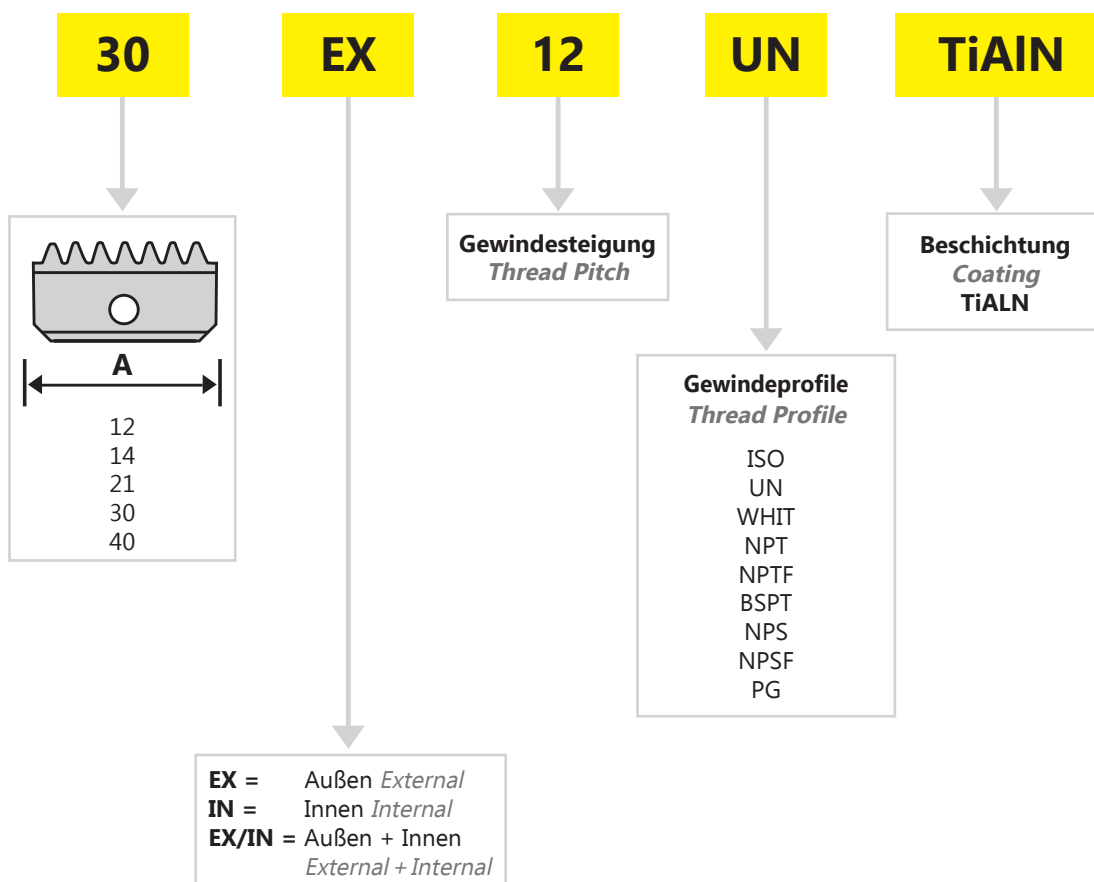 30 EX 12 UN TiAlN
A
12
14
21
30
40
EX = Außen External
IN = Innen Internal
EX/IN = Außen + Innen
External + Internal
Gewindesteigung
Thread Pitch
Gewindeprofile
Thread Profile
ISO
UN
WHIT
NPT
NPTF
BSPT
NPS
NPSF
PG
Beschichtung
Coating
TiALN